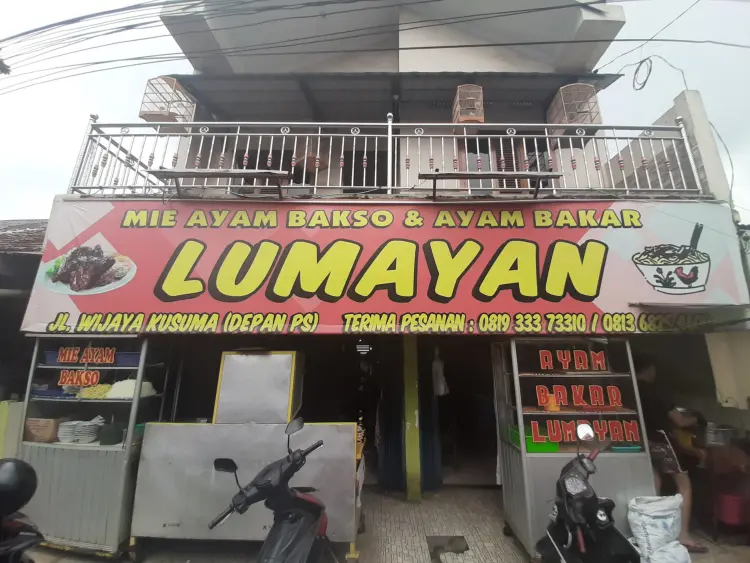 MIE AYAM BAKSO & AYAM BAKAR
LUMAYAN
JL. WIJAYA KUSUMA (DEPAN PS) TERIMA PESANAN : 0819 333 73310 / 0813
MIE AYAM
BAKSO
AYAM
BAKAR
LUMAYAM